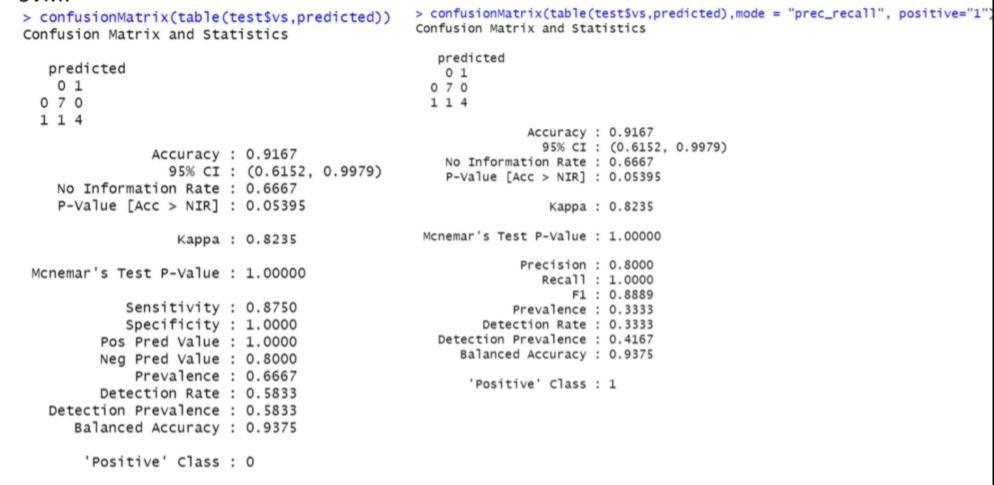 > confusionMatrix(table(test$vs,predicted))
Confusion Matrix and Statistics
predicted
0 1
0 7 0
1 1 4
Accuracy : 0.9167
95% CI : (0.6152, 0.9979)
No Information Rate : 0.6667
P-Value [Acc > NIR] : 0.05395
Kappa : 0.8235
Mcnemar's Test P-Value : 1.00000
Sensitivity : 0.8750
Specificity : 1.0000
Pos Pred Value : 1.0000
Neg Pred Value : 0.8000
Prevalence : 0.6667
Detection Rate : 0.5833
Detection Prevalence : 0.5833
Balanced Accuracy : 0.9375
'Positive' Class : 0
> confusionMatrix(table(test$vs,predicted),mode = "prec_recall", positive="1")
Confusion Matrix and Statistics
predicted
0 1
0 7 0
1 1 4
Accuracy : 0.9167
95% CI : (0.6152, 0.9979)
No Information Rate : 0.6667
P-Value [Acc > NIR] : 0.05395
Kappa : 0.8235
Mcnemar's Test P-Value : 1.00000
Precision : 0.8000
Recall : 1.0000
F1 : 0.8889
Prevalence : 0.3333
Detection Rate : 0.3333
Detection Prevalence : 0.4167
Balanced Accuracy : 0.9375
'Positive' Class : 1